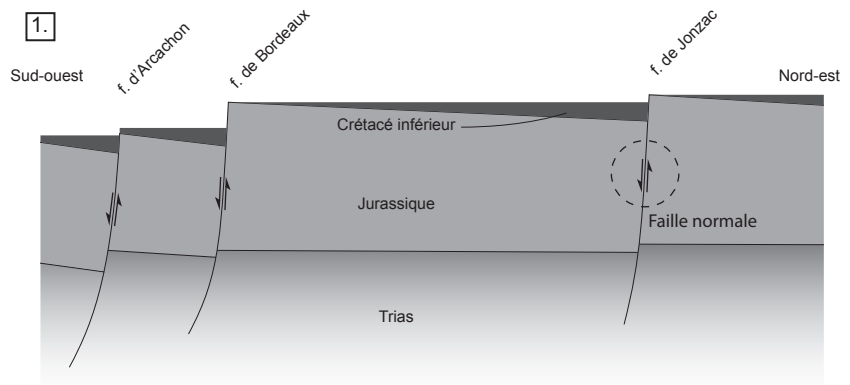 1.
Sud-ouest
f. d'Arcachon
f. de Bordeaux
f. de Jonzac
Nord-est
Crétacé inférieur
Jurassique
Faille normale
Trias